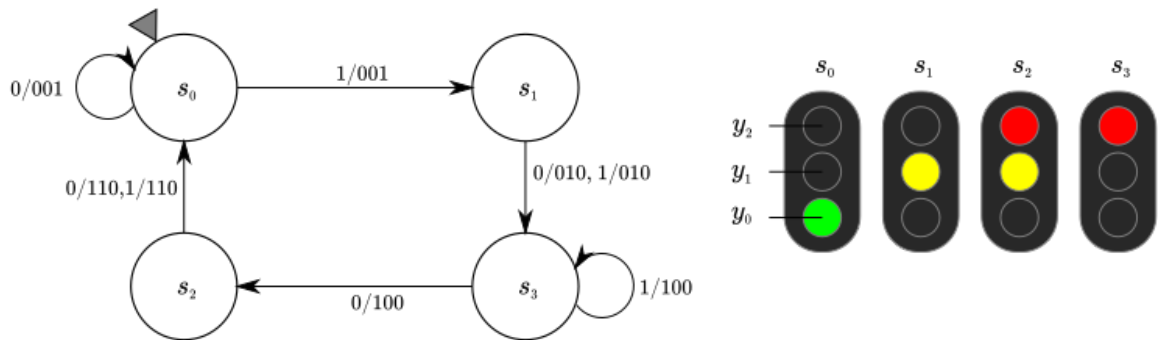 0/001
s₀
1/001
s₁
0/110,1/110
0/010, 1/010
s₂
0/100
s₃
1/100
s₀ s₁ s₂ s₃
y₂
y₁
y₀